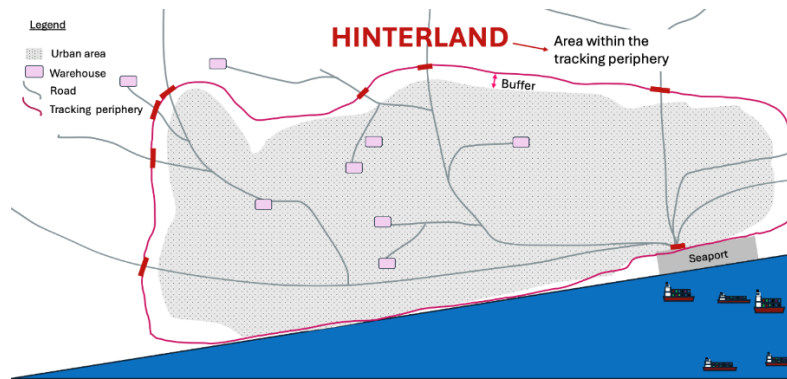 Legend
Urban area
Warehouse
Road
Tracking periphery
HINTERLAND
Area within the
tracking periphery
Buffer
Seaport